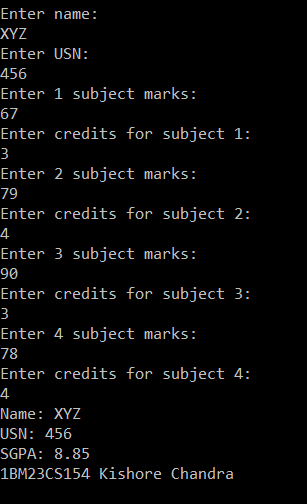 Enter name:
XYZ
Enter USN:
456
Enter 1 subject marks:
67
Enter credits for subject 1:
3
Enter 2 subject marks:
79
Enter credits for subject 2:
4
Enter 3 subject marks:
90
Enter credits for subject 3:
3
Enter 4 subject marks:
78
Enter credits for subject 4:
4
Name: XYZ
USN: 456
SGPA: 8.85
1BM23CS154 Kishore Chandra